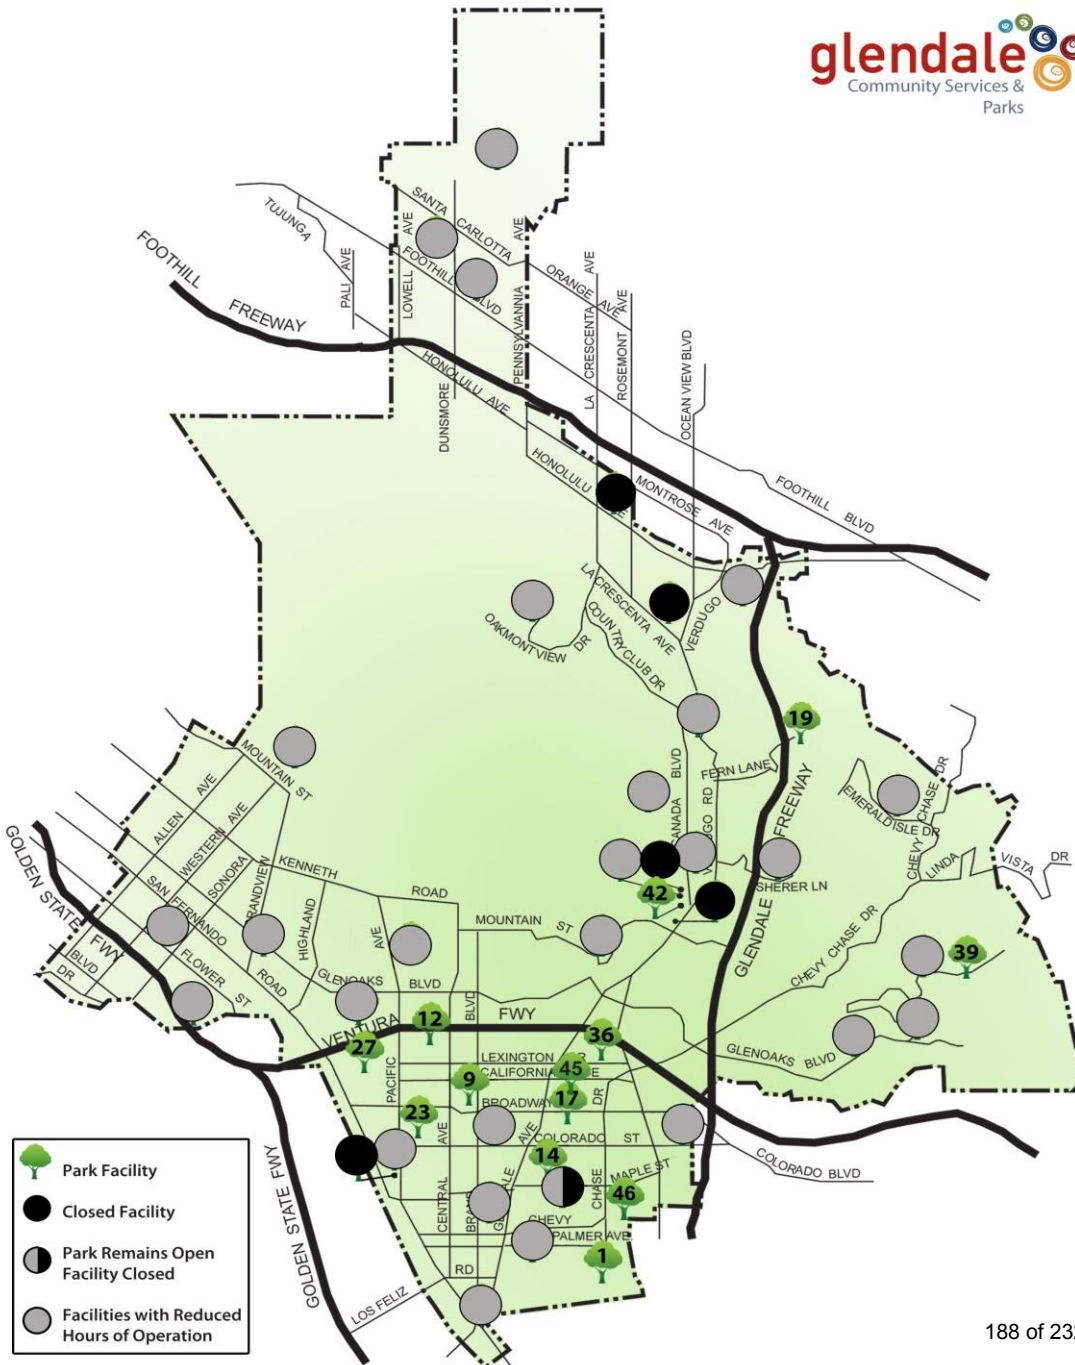 glendale
Community Services &
Parks
SANTA
CARLOTTA
TUJUNGA
AVE
AVE
FOOTHILL
BLVD
ORANGE AVE
AVE
AVE
FOOTHILL
FREEWAY
PALI AVE
LOWELL
PENNSYLVANNIA
LA CRESCENTA
ROSEMONT
OCEAN VIEW BLVD
HONOLULU AVE
DUNSMORE
HONOLULU
MONTROSE AVE
FOOTHILL BLVD
LA CRESCENTA AVE
VERDUGO
OAKMONTVIEW DR
COUNTRY CLUB DR
19
MOUNTAIN ST
BLVD
FERN LANE
FREEWAY
EMERALD ISLE DR
CHEVY CHASE DR
ALLEN AVE
WESTERN AVE
SONORA
CANADA
RD
GOLDEN STATE
FWY
SAN FERNANDO
ROAD
KENNETH
ROAD
HIGHLAND
LINDA
VISTA DR
SHERER LN
42
MOUNTAIN ST
GLENDALE
CHEVY CHASE DR
39
BLVD
DR
FLOWER ST
AVE
GLENOAKS BLVD
BLVD
VENTURA
FWY
12
36
27
GLENOAKS BLVD
LEXINGTON
CALIFORNIA
45
9
17
DR
PACIFIC
BROADWAY
23
AVE
AVE
COLORADO ST
COLORADO BLVD
14
MAPLE ST
46
CENTRAL
CHASE
CHEVY
PALMER AVE
1
RD
LOS FELIZ
GOLDEN STATE FWY
Park Facility
Closed Facility
Park Remains Open
Facility Closed
Facilities with Reduced
Hours of Operation